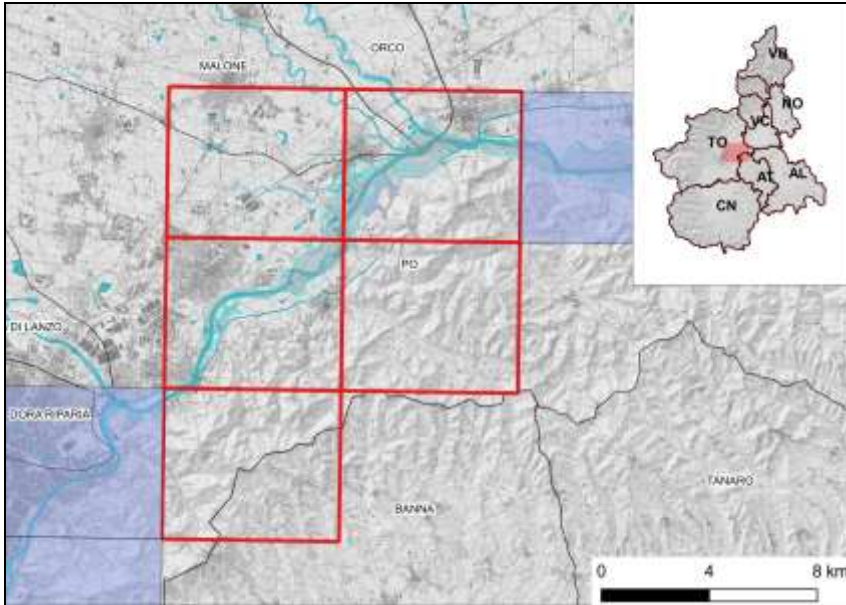 ORCO
MALONE
VB
NO
VC
TO
AT
AL
CN
PO
DI LANZO
DORA RIPARIA
TANARO
BANNA
0 4 8 km